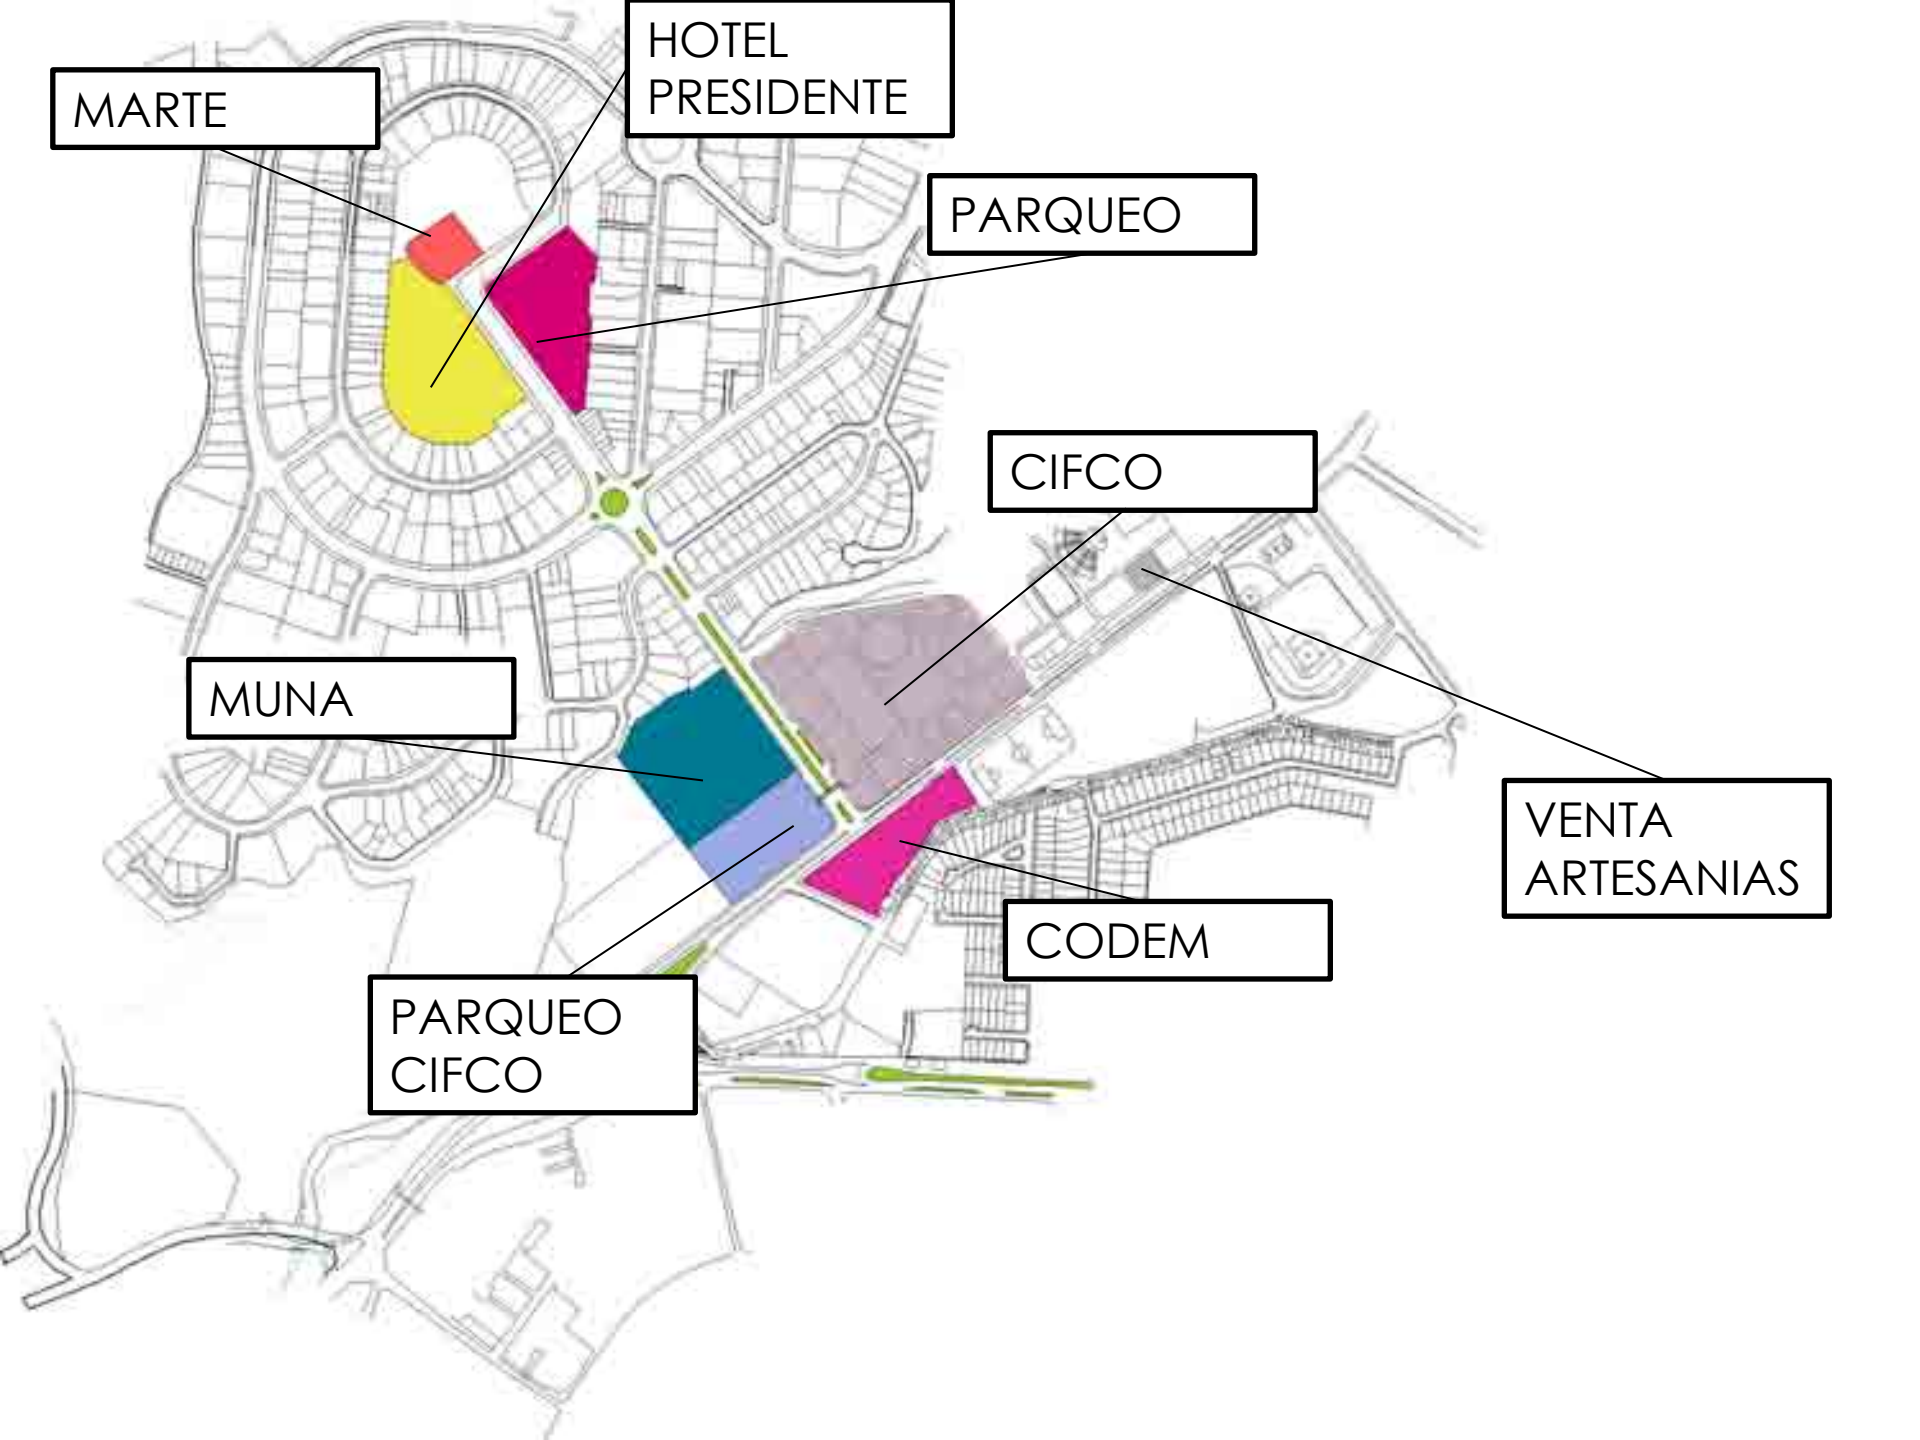 HOTEL
PRESIDENTE
MARTE
PARQUEO
CIFCO
MUNA
VENTA
ARTESANIAS
CODEM
PARQUEO
CIFCO